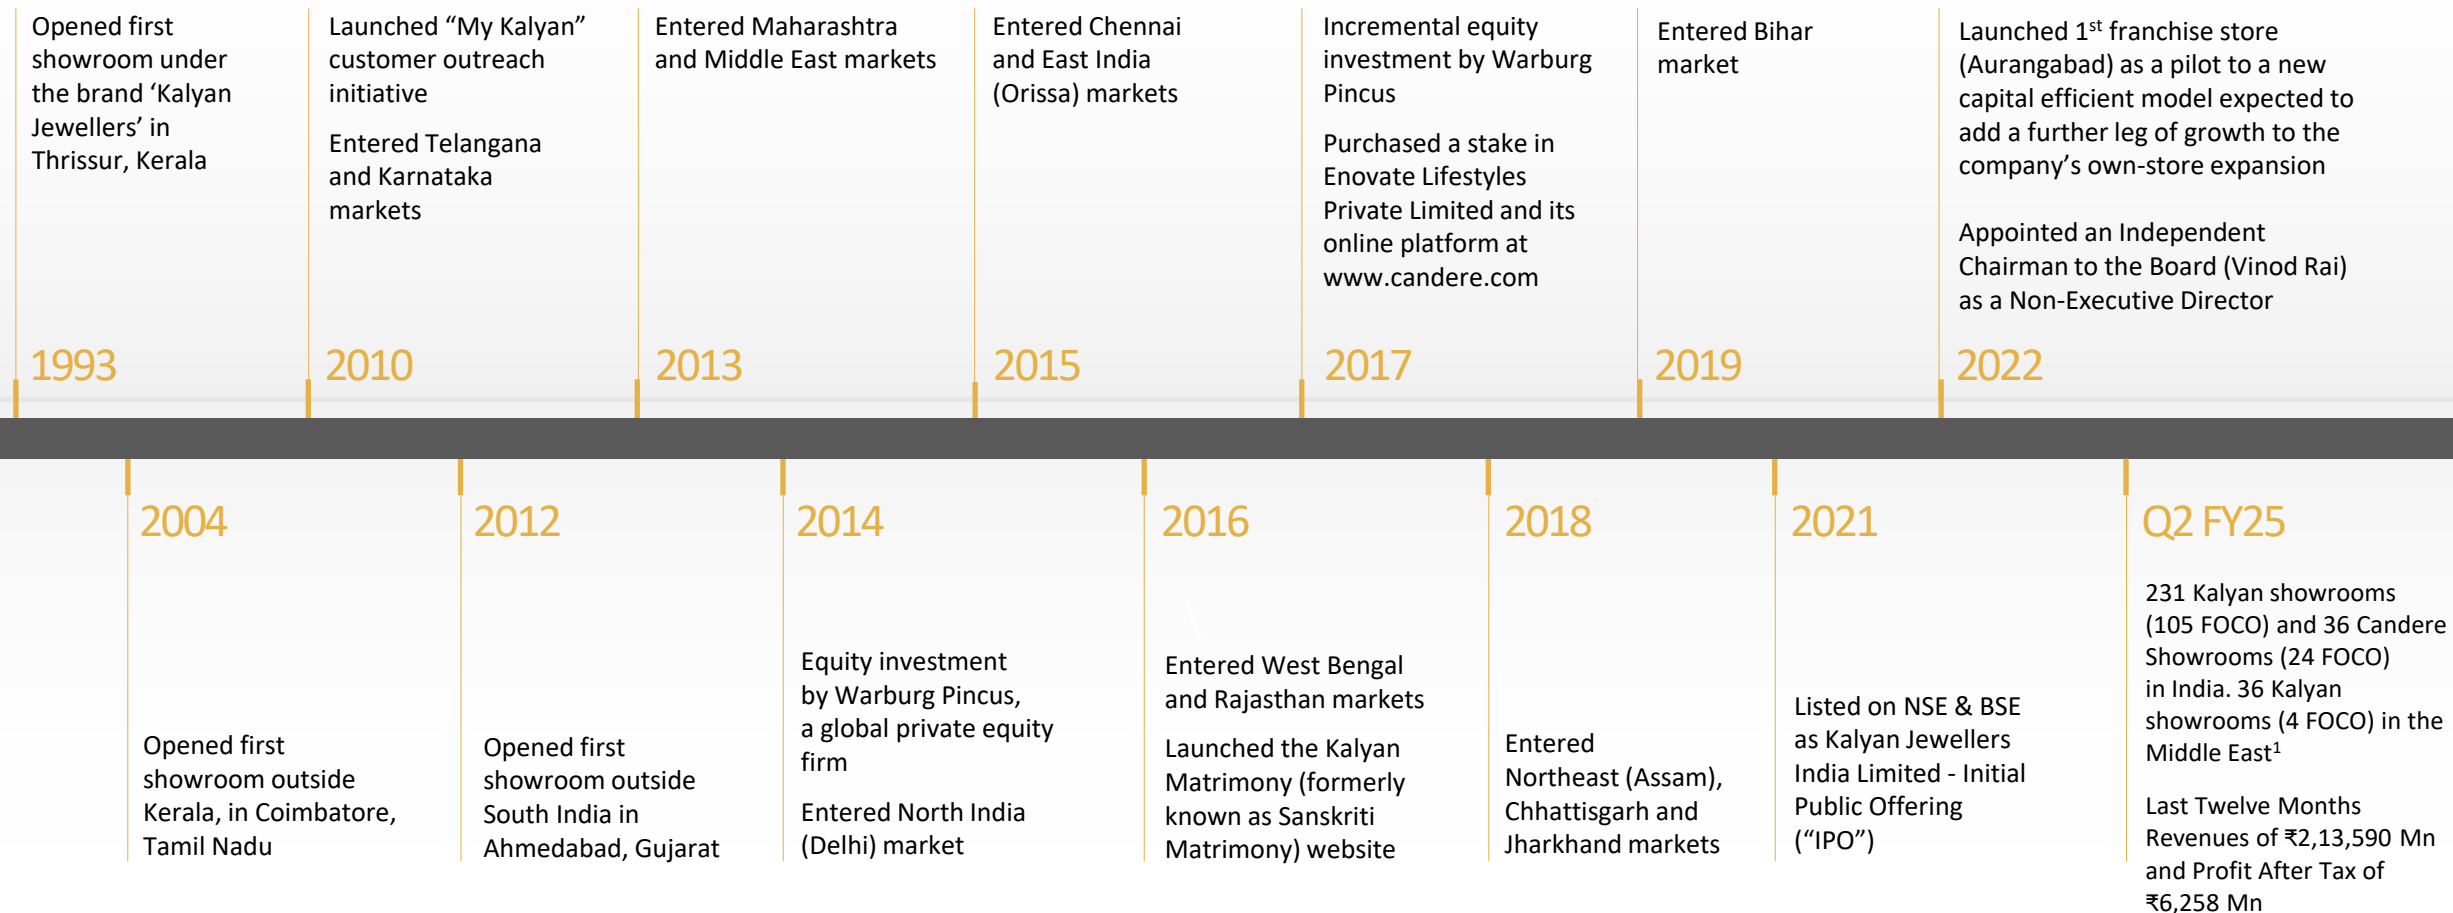 Opened first
showroom under
the brand ‘Kalyan
Jewellers’ in
Thrissur, Kerala
1993
Launched “My Kalyan”
customer outreach
initiative
Entered Telangana
and Karnataka
markets
2010
Entered Maharashtra
and Middle East markets
2013
Entered Chennai
and East India
(Orissa) markets
2015
Incremental equity
investment by Warburg
Pincus
Purchased a stake in
Enovate Lifestyles
Private Limited and its
online platform at
www.candere.com
2017
Entered Bihar
market
2019
Launched 1st franchise store
(Aurangabad) as a pilot to a new
capital efficient model expected to
add a further leg of growth to the
company’s own-store expansion
Appointed an Independent
Chairman to the Board (Vinod Rai)
as a Non-Executive Director
2022
2004
Opened first
showroom outside
Kerala, in Coimbatore,
Tamil Nadu
2012
Opened first
showroom outside
South India in
Ahmedabad, Gujarat
2014
Equity investment
by Warburg Pincus,
a global private equity
firm
Entered North India
(Delhi) market
2016
Entered West Bengal
and Rajasthan markets
Launched the Kalyan
Matrimony (formerly
known as Sanskriti
Matrimony) website
2018
Entered
Northeast (Assam),
Chhattisgarh and
Jharkhand markets
2021
Listed on NSE & BSE
as Kalyan Jewellers
India Limited - Initial
Public Offering
(“IPO”)
Q2 FY25
231 Kalyan showrooms
(105 FOCO) and 36 Candere
Showrooms (24 FOCO)
in India. 36 Kalyan
showrooms (4 FOCO) in the
Middle East1
Last Twelve Months
Revenues of ₹2,13,590 Mn
and Profit After Tax of
₹6,258 Mn